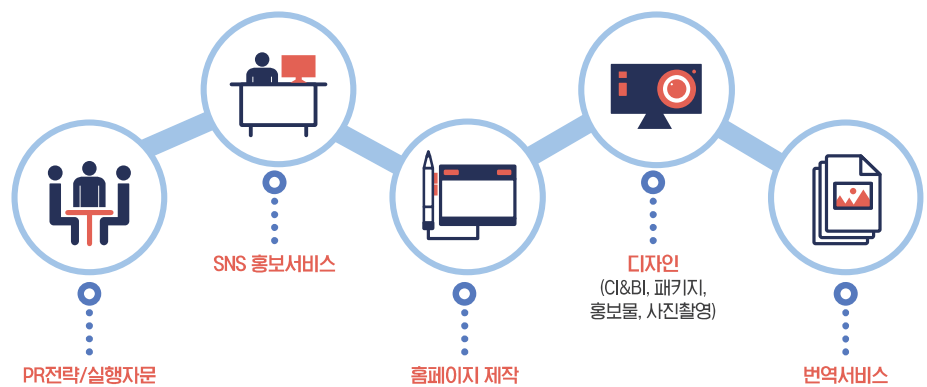 PR전략/실행자문
SNS 홍보서비스
홈페이지 제작
디자인
(CI&BI, 패키지,
홍보물, 사진촬영)
번역서비스